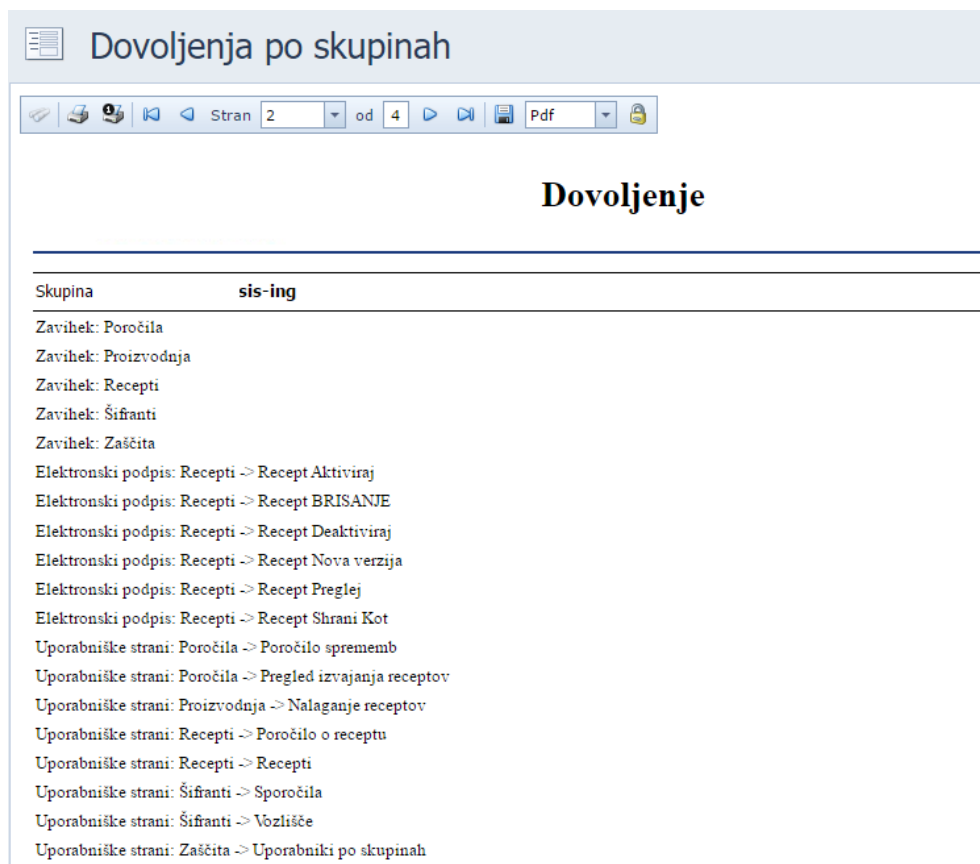 Dovoljenja po skupinah
Stran 2 od 4 Pdf
Dovoljenje
Skupina sis-ing
Zavihek: Poročila
Zavihek: Proizvodnja
Zavihek: Recepti
Zavihek: Šifranti
Zavihek: Zaščita
Elektronski podpis: Recepti -> Recept Aktiviraj
Elektronski podpis: Recepti -> Recept BRISANJE
Elektronski podpis: Recepti -> Recept Deaktiviraj
Elektronski podpis: Recepti -> Recept Nova verzija
Elektronski podpis: Recepti -> Recept Preglej
Elektronski podpis: Recepti -> Recept Shrani Kot
Uporabniške strani: Poročila -> Poročilo sprememb
Uporabniške strani: Poročila -> Pregled izvajanja receptov
Uporabniške strani: Proizvodnja -> Nalaganje receptov
Uporabniške strani: Recepti -> Poročilo o receptu
Uporabniške strani: Recepti -> Recepti
Uporabniške strani: Šifranti -> Sporočila
Uporabniške strani: Šifranti -> Vozlišče
Uporabniške strani: Zaščita -> Uporabniki po skupinah